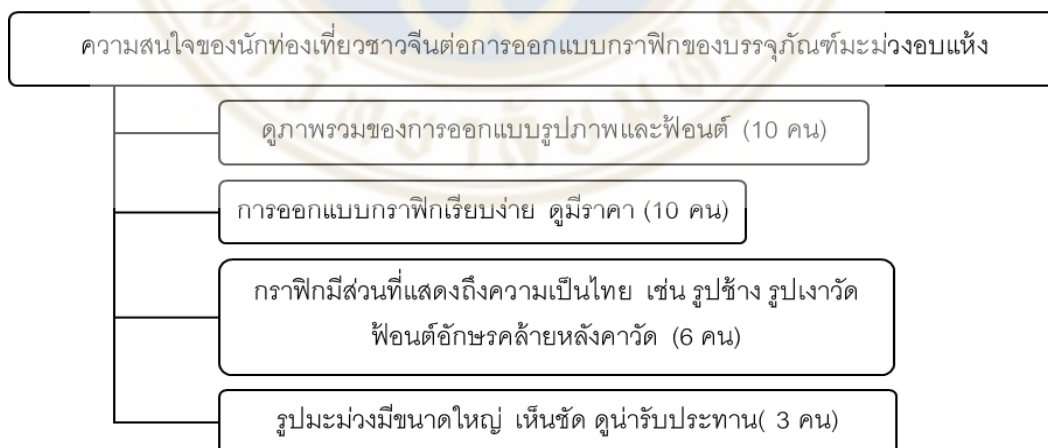 ความสนใจของนักท่องเที่ยวชาวจีนต่อการออกแบบกราฟิกของบรรจุภัณฑ์มะม่วงอบแห้ง
ดูภาพรวมของการออกแบบรูปภาพและฟ้อนต์ (10 คน)
การออกแบบกราฟิกเรียบง่าย ดูมีราคา (10 คน)
กราฟิกมีส่วนที่แสดงถึงความเป็นไทย เช่น รูปช้าง รูปเงาวัด
ฟ้อนต์อักษรคล้ายหลังคาวัด (6 คน)
รูปมะม่วงมีขนาดใหญ่ เห็นชัด ดูน่ารับประทาน( 3 คน)